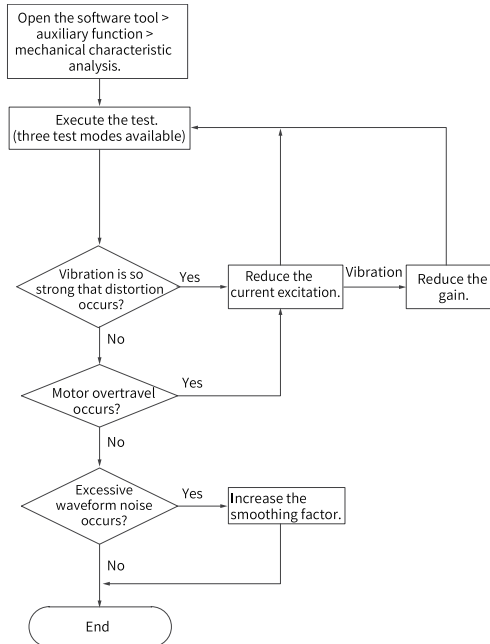 Open the software tool >
auxiliary function >
mechanical characteristic
analysis.
Execute the test.
(three test modes available)
Vibration is so
strong that distortion
occurs?
Yes
Reduce the
current excitation.
Vibration
Reduce the
gain.
No
Motor overtravel
occurs?
Yes
No
Excessive
waveform noise
occurs?
Yes
Increase the
smoothing factor.
No
End